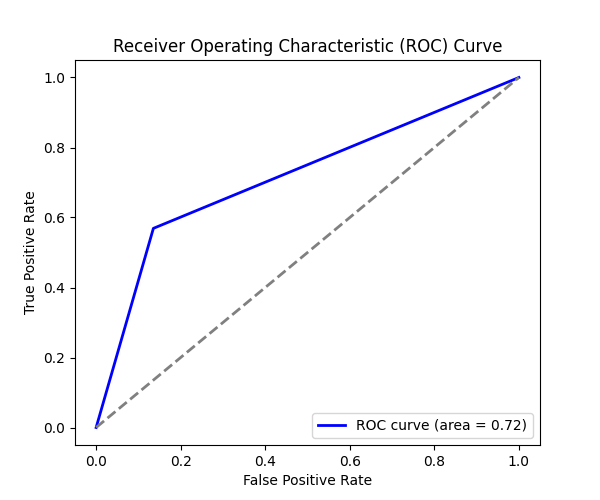 Receiver Operating Characteristic (ROC) Curve
1.0
0.8
0.6
0.4
0.2
0.0
True Positive Rate
ROC curve (area = 0.72)
0.0 0.2 0.4 0.6 0.8 1.0
False Positive Rate